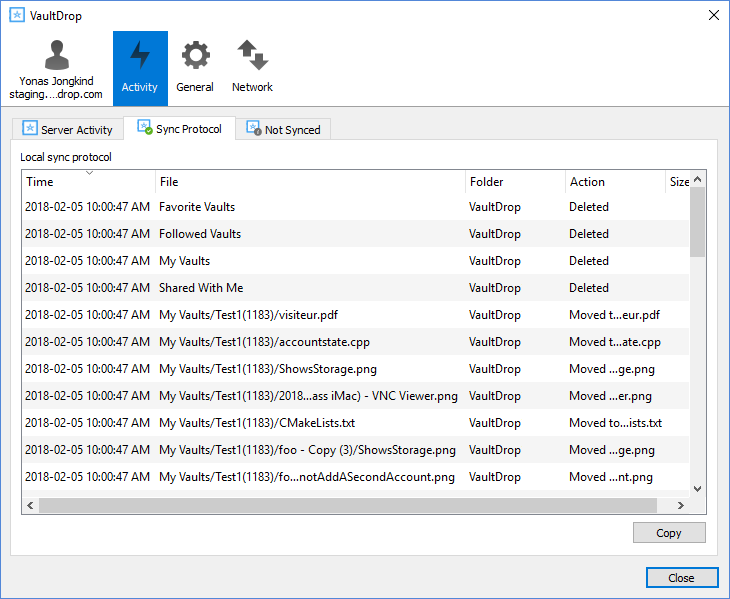 VaultDrop
Yonas Jongkind
staging....drop.com
Activity
General
Network
Server Activity
Sync Protocol
Not Synced
Local sync protocol
Time File Folder Action Size
2018-02-05 10:00:47 AM Favorite Vaults VaultDrop Deleted
2018-02-05 10:00:47 AM Followed Vaults VaultDrop Deleted
2018-02-05 10:00:47 AM My Vaults VaultDrop Deleted
2018-02-05 10:00:47 AM Shared With Me VaultDrop Deleted
2018-02-05 10:00:47 AM My Vaults/Test1(1183)/visiteur.pdf VaultDrop Moved t...eur.pdf
2018-02-05 10:00:47 AM My Vaults/Test1(1183)/accountstate.cpp VaultDrop Moved t...ate.cpp
2018-02-05 10:00:47 AM My Vaults/Test1(1183)/ShowsStorage.png VaultDrop Moved ...ge.png
2018-02-05 10:00:47 AM My Vaults/Test1(1183)/2018...ass iMac) - VNC Viewer.png VaultDrop Moved ...er.png
2018-02-05 10:00:47 AM My Vaults/Test1(1183)/CMakeLists.txt VaultDrop Moved to...ists.txt
2018-02-05 10:00:47 AM My Vaults/Test1(1183)/foo - Copy (3)/ShowsStorage.png VaultDrop Moved ...ge.png
2018-02-05 10:00:47 AM My Vaults/Test1(1183)/fo...notAddASecondAccount.png VaultDrop Moved ...nt.png
Copy
Close